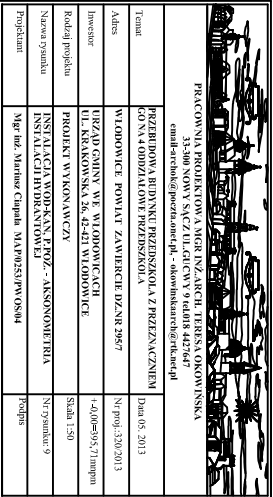 PRACOWNIA PROJEKTOWA MGR INŻ.ARCH. TERESA OKOWIŃSKA
33-300 NOWY SĄCZ UL.GUCWY 9 tel.018 4427647
email-archok@poczta.onet.pl, - okowinskaarch@rtk.net.pl
Temat
PRZEBUDOWA BUDYNKU PRZEDSZKOLA Z PRZEZNACZNIEM
GO NA 4 ODDZIAŁOWE PRZEDSZKOLA
Data 05. 2013
Adres
WŁODOWICE POWIAT ZAWIERCIE DZ.NR 295/7
Nr proj.:320/2013
Inwestor
URZĄD GMINY WE WŁODOWICACH
UL. KRAKOWSKA 26, 42-421 WŁODOWICE
+-0,00=395,71mnpm
Rodzaj projektu
PROJEKT WYKONAWCZY
Skala 1:50
Nazwa rysunku
INSTALACJA WOD-KAN, P.POŻ. - AKSONOMETRIA
INSTALACJI HYDRANTOWEJ
Nr rysunku: 9
Projektant
Mgr inż. Mariusz Ciapała MAP/0253/PWOS/04
Podpis